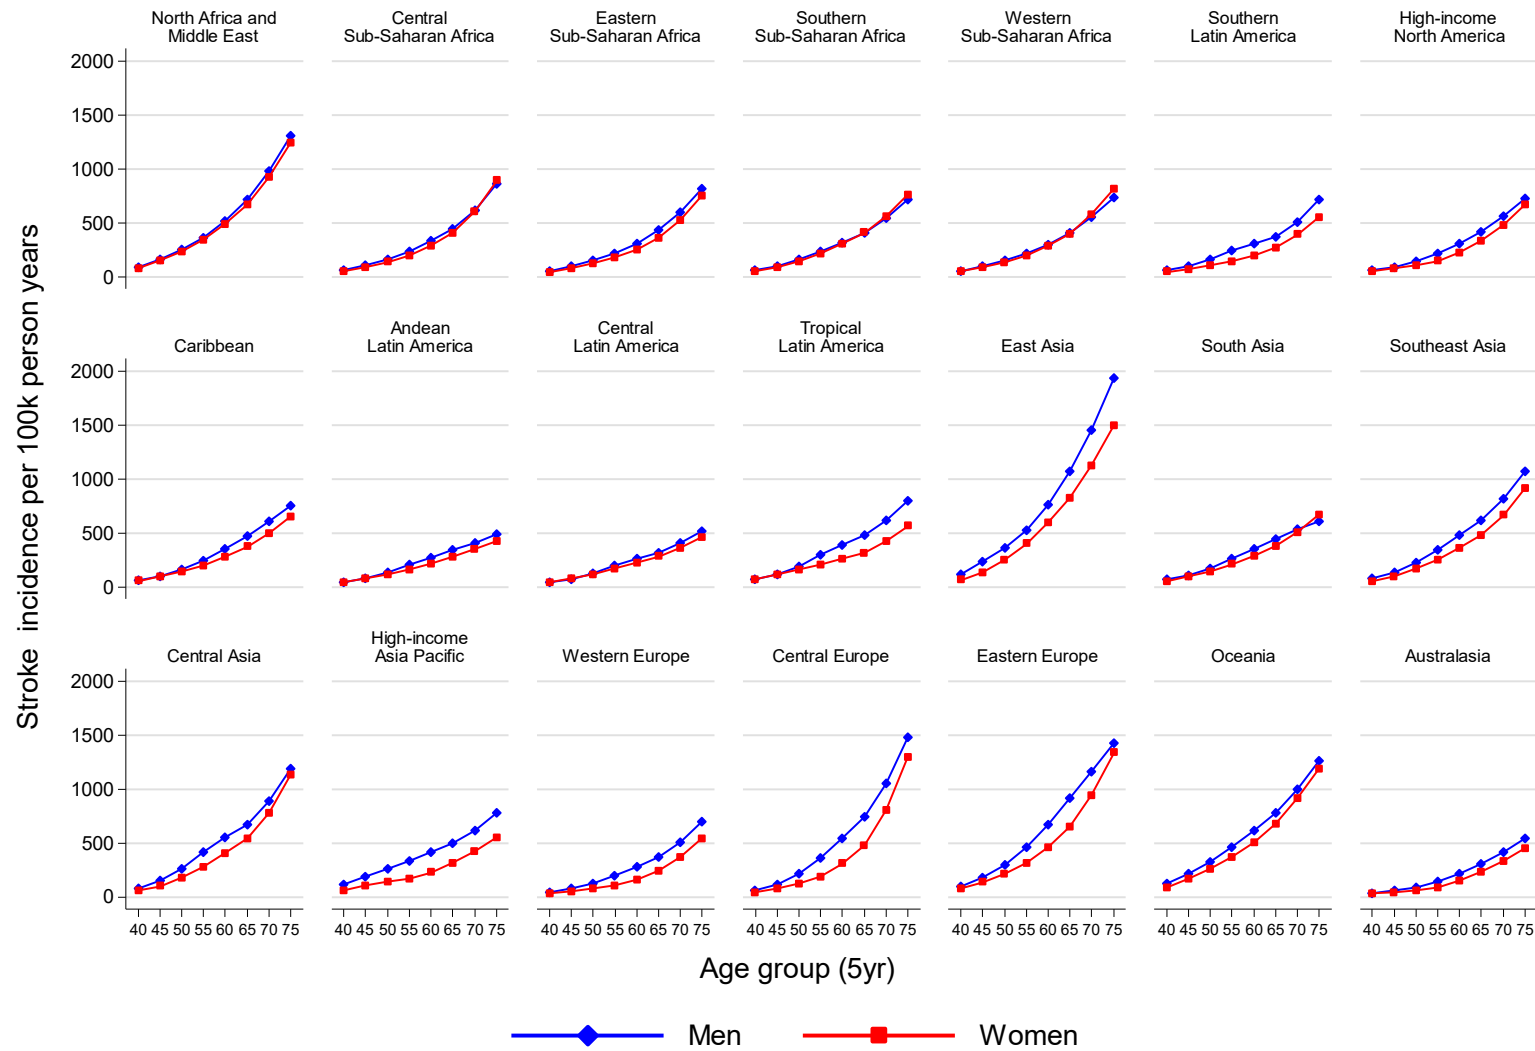 North Africa and
Middle East
Central
Sub-Saharan Africa
Eastern
Sub-Saharan Africa
Southern
Sub-Saharan Africa
Western
Sub-Saharan Africa
Southern
Latin America
High-income
North America
2000
1500
1000
500
0
Caribbean
Andean
Latin America
Central
Latin America
Tropical
Latin America
East Asia
South Asia
Southeast Asia
2000
1500
1000
500
0
Central Asia
High-income
Asia Pacific
Western Europe
Central Europe
Eastern Europe
Oceania
Australasia
2000
1500
1000
500
0
40 45 50 55 60 65 70 75
40 45 50 55 60 65 70 75
40 45 50 55 60 65 70 75
40 45 50 55 60 65 70 75
40 45 50 55 60 65 70 75
40 45 50 55 60 65 70 75
40 45 50 55 60 65 70 75
Stroke  incidence per 100k person years
Age group (5yr)
Men
Women